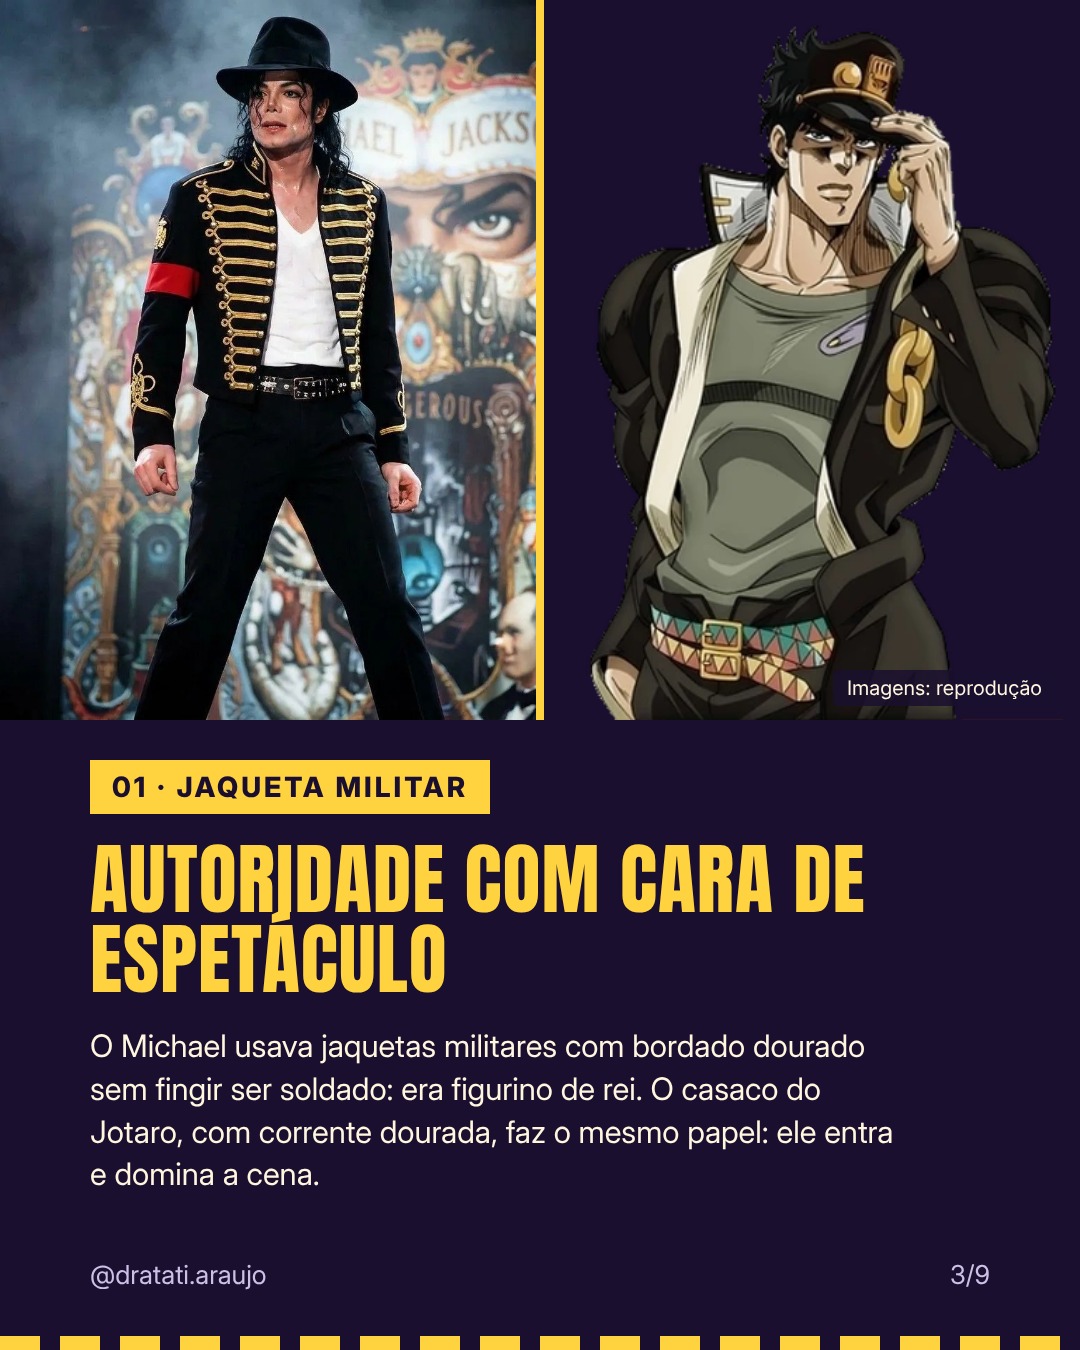 HAEL JACKS
GEROUS
Imagens: reprodução
01 · JAQUETA MILITAR
AUTORIDADE COM CARA DE
ESPETÁCULO
O Michael usava jaquetas militares com bordado dourado
sem fingir ser soldado: era figurino de rei. O casaco do
Jotaro, com corrente dourada, faz o mesmo papel: ele entra
e domina a cena.
@dratati.araujo
3/9